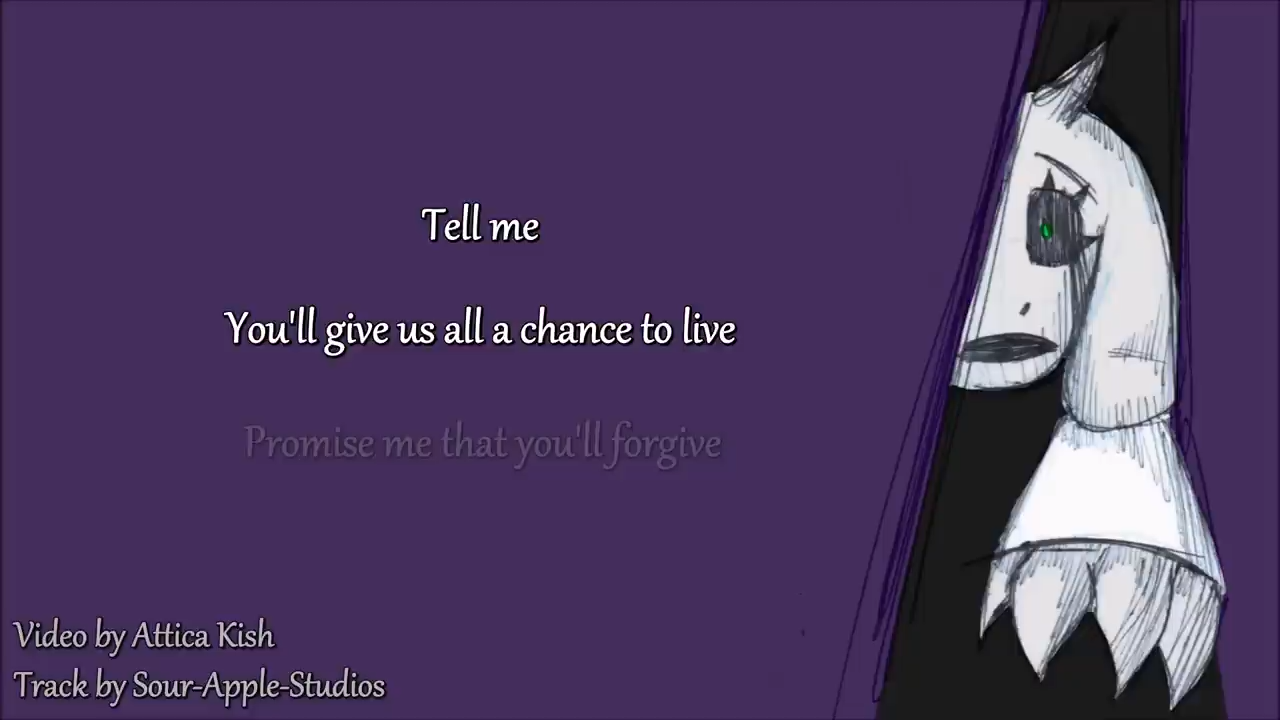 Tell me
You'll give us all a chance to live
Promise me that you'll forgive
Video by Attica Kish
Track by Sour-Apple-Studios